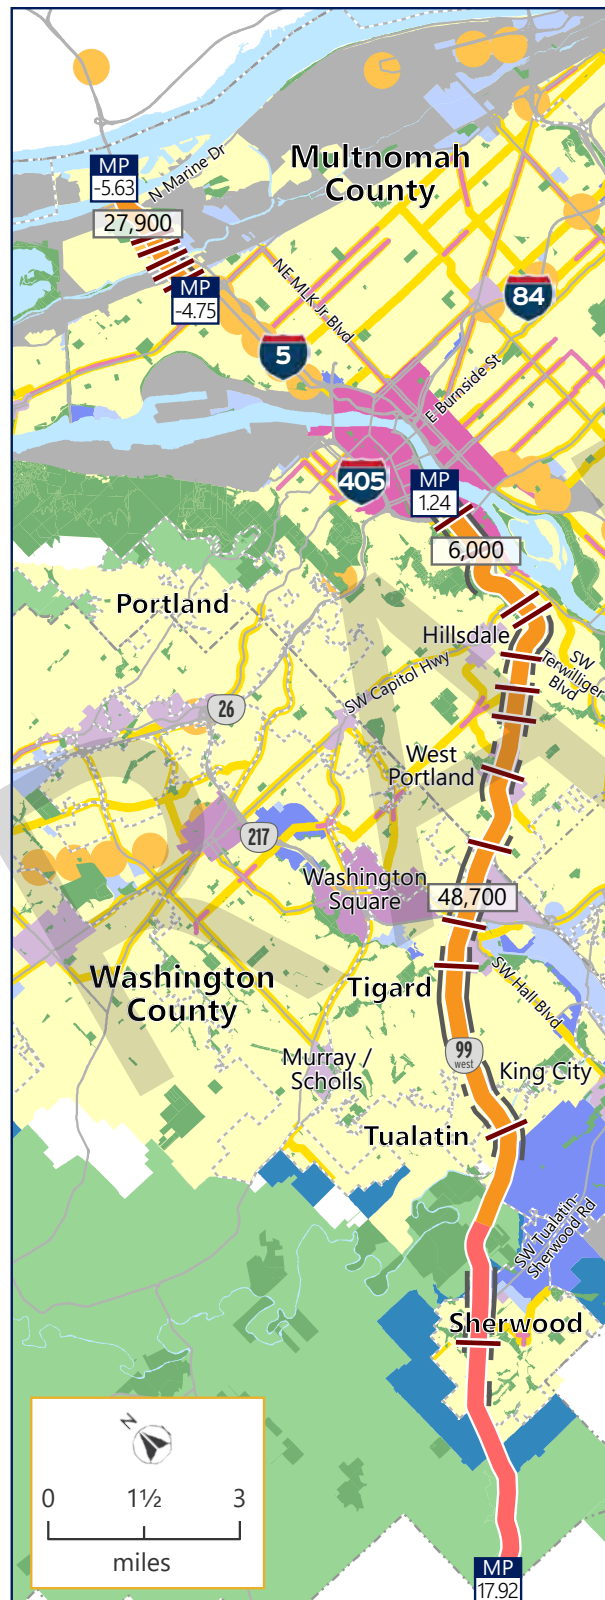 MP
-5.63
N Marine Dr
Multnomah
County
27,900
MP
-4.75
NE MLK Jr Blvd
84
5
E Burnside St
405
MP
1.24
6,000
Portland
Hillsdale
SW
Terwilliger
Blvd
SW Capitol Hwy
26
West
Portland
217
Washington
Square
48,700
Washington
County
Tigard
SW Hall Blvd
99
west
Murray /
Scholls
King City
Tualatin
SW Tualatin-
Sherwood Rd
Sherwood
N
0 1½ 3
miles
MP
17.92